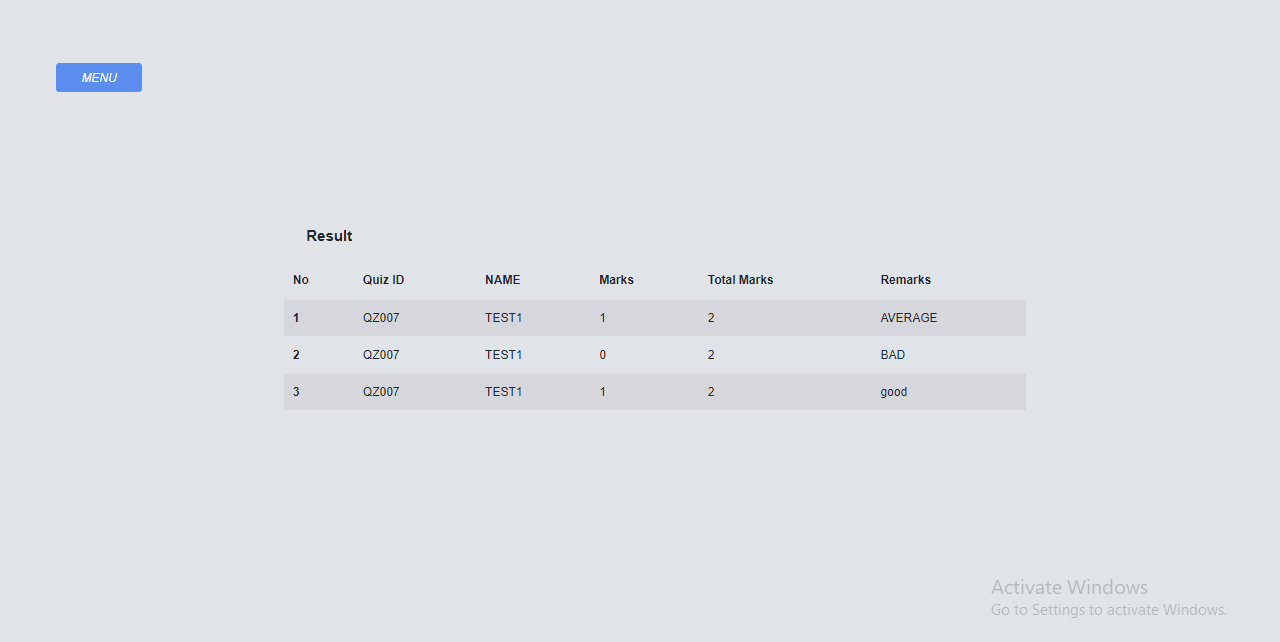 MENU
Result
No Quiz ID NAME Marks Total Marks Remarks
1 QZ007 TEST1 1 2 AVERAGE
2 QZ007 TEST1 0 2 BAD
3 QZ007 TEST1 1 2 good
Activate Windows
Go to Settings to activate Windows.